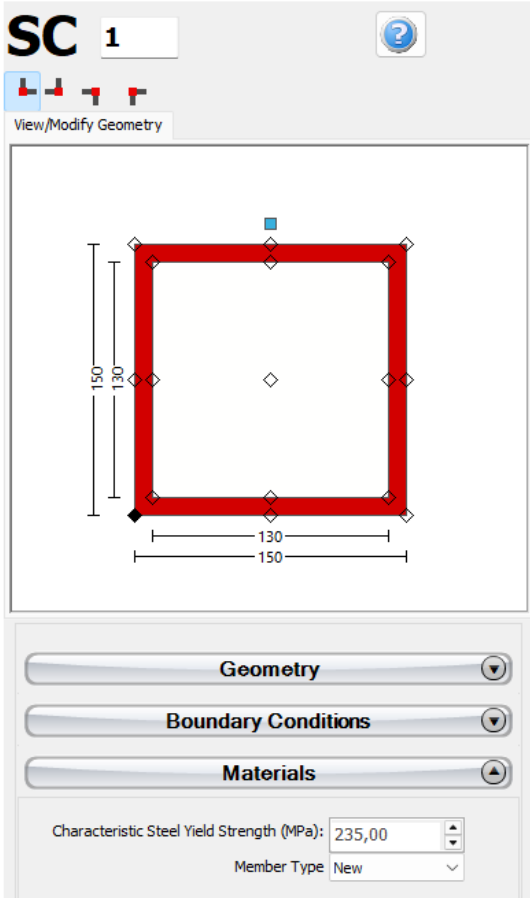 SC 1
View/Modify Geometry
150
130
130
150
Geometry
Boundary Conditions
Materials
Characteristic Steel Yield Strength (MPa): 235,00
Member Type New